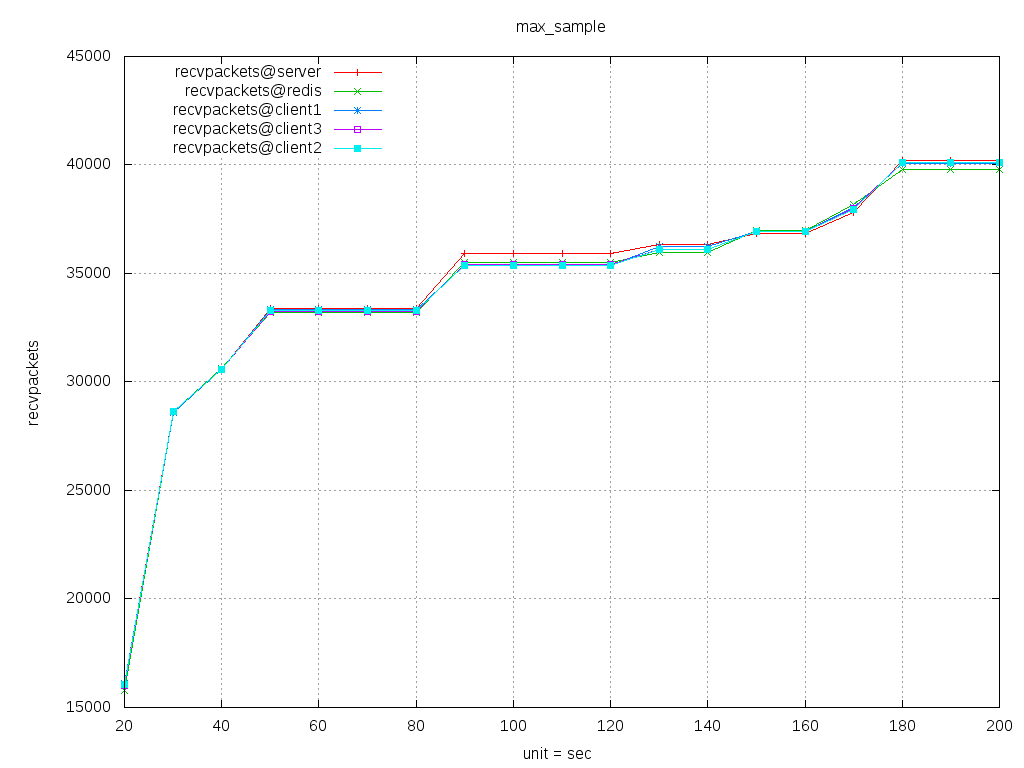 max_sample
45000
40000
35000
30000
25000
20000
15000
recvpackets
recvpackets@server
recvpackets@redis
recvpackets@client1
recvpackets@client3
recvpackets@client2
20 40 60 80 100 120 140 160 180 200
unit = sec